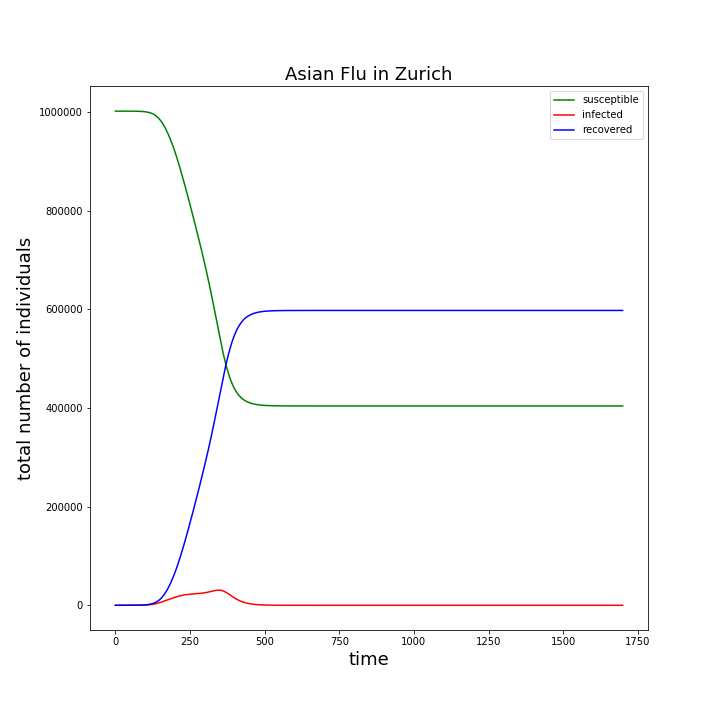 Asian Flu in Zurich
susceptible
infected
recovered
total number of individuals
1000000
800000
600000
400000
200000
0
0 250 500 750 1000 1250 1500 1750
time